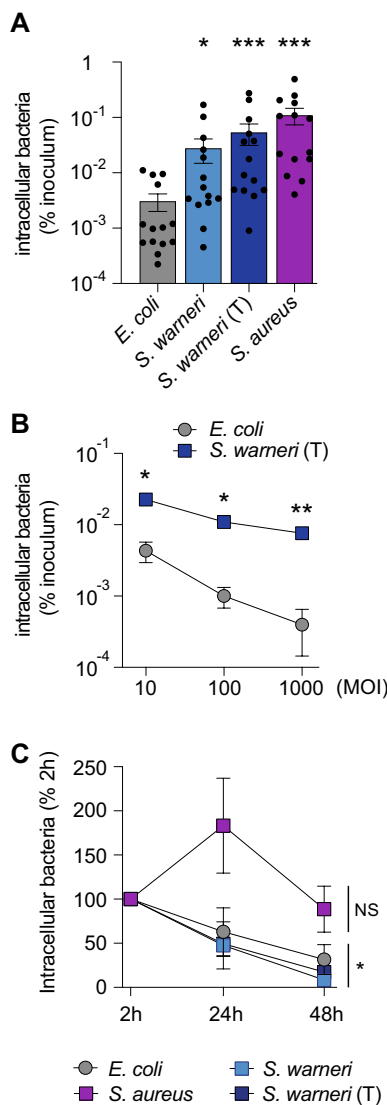 A
* *** ***
intracellular bacteria
(% inoculum)
1
10-1
10-2
10-3
10-4
E. coli
S. warneri
S. warneri (T)
S. aureus
B
E. coli
S. warneri (T)
intracellular bacteria
(% inoculum)
10-1
10-2
10-3
10-4
* * **
10 100 1000 (MOI)
C
Intracellular bacteria (% 2h)
250
200
150
100
50
0
NS
*
2h 24h 48h
E. coli S. warneri
S. aureus S. warneri (T)